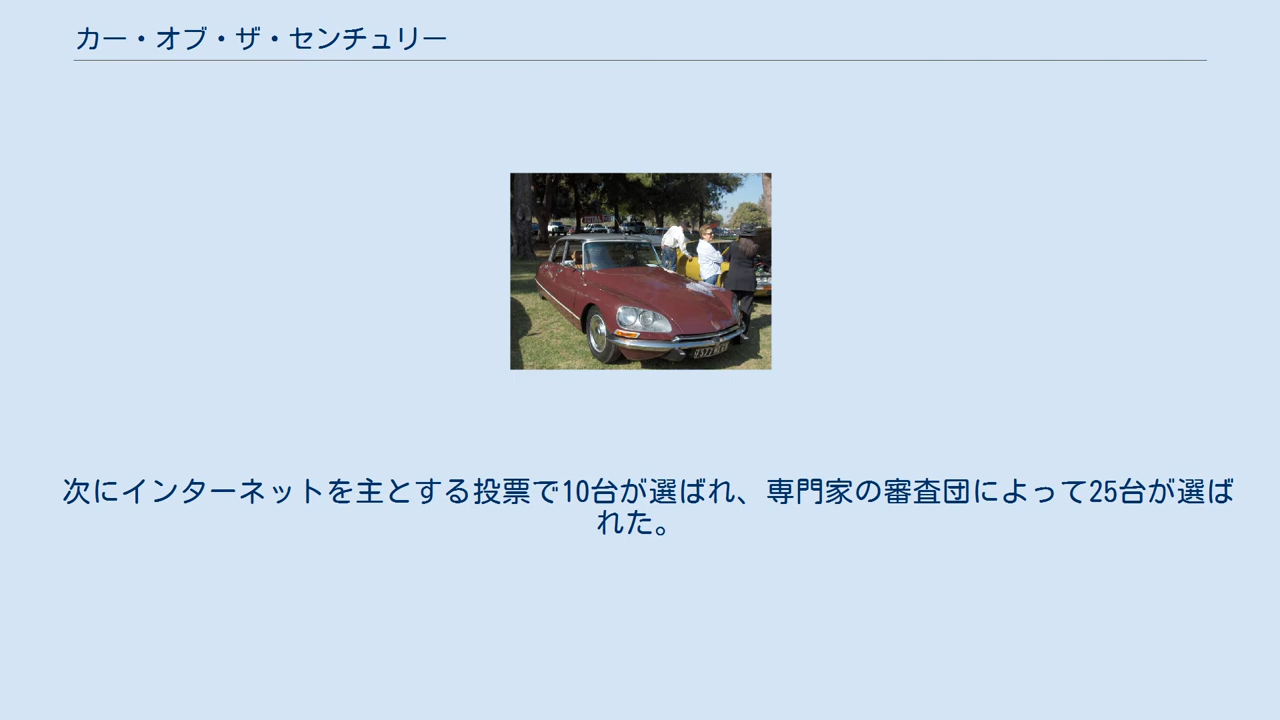 カー・オブ・ザ・センチュリー
次にインターネットを主とする投票で10台が選ばれ、専門家の審査団によって25台が選ば
れた。